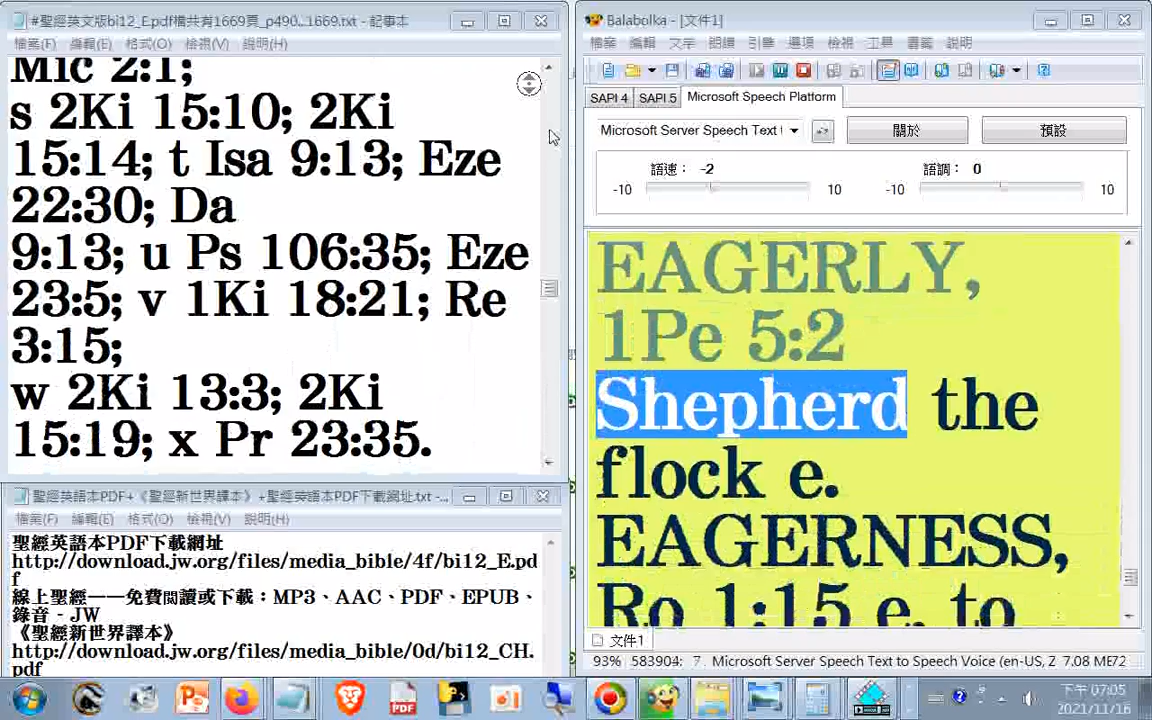 #聖經英文版bi12_E.pdf檔共有1669頁_p490...1669.txt - 記事本
檔案(F) 編輯(E) 格式(O) 檢視(V) 說明(H)
Mic 2:1;
s 2Ki 15:10; 2Ki
15:14; t Isa 9:13; Eze
22:30; Da
9:13; u Ps 106:35; Eze
23:5; v 1Ki 18:21; Re
3:15;
w 2Ki 13:3; 2Ki
15:19; x Pr 23:35.
聖經英語本PDF+《聖經新世界譯本》+聖經英語本PDF下載網址.txt -...
檔案(F) 編輯(E) 格式(O) 檢視(V) 說明(H)
聖經英語本PDF下載網址
http://download.jw.org/files/media_bible/4f/bi12_E.pd
f
線上聖經——免費閱讀或下載：MP3、AAC、PDF、EPUB、
錄音 - JW
《聖經新世界譯本》
http://download.jw.org/files/media_bible/0d/bi12_CH.
pdf
Balabolka - [文件1]
檔案 編輯 文字 朗讀 引擎 選項 檢視 工具 書籤 說明
SAPI 4 SAPI 5 Microsoft Speech Platform
Microsoft Server Speech Text 關於 預設
語速： -2 語調： 0
-10 10 -10 10
EAGERLY,
1Pe 5:2
Shepherd the
flock e.
EAGERNESS,
Ro 1:15 e. to
文件1
93% 583904: 7. Microsoft Server Speech Text to Speech Voice (en-US, Z 7.08 ME72
下午 07:05
2021/11/16